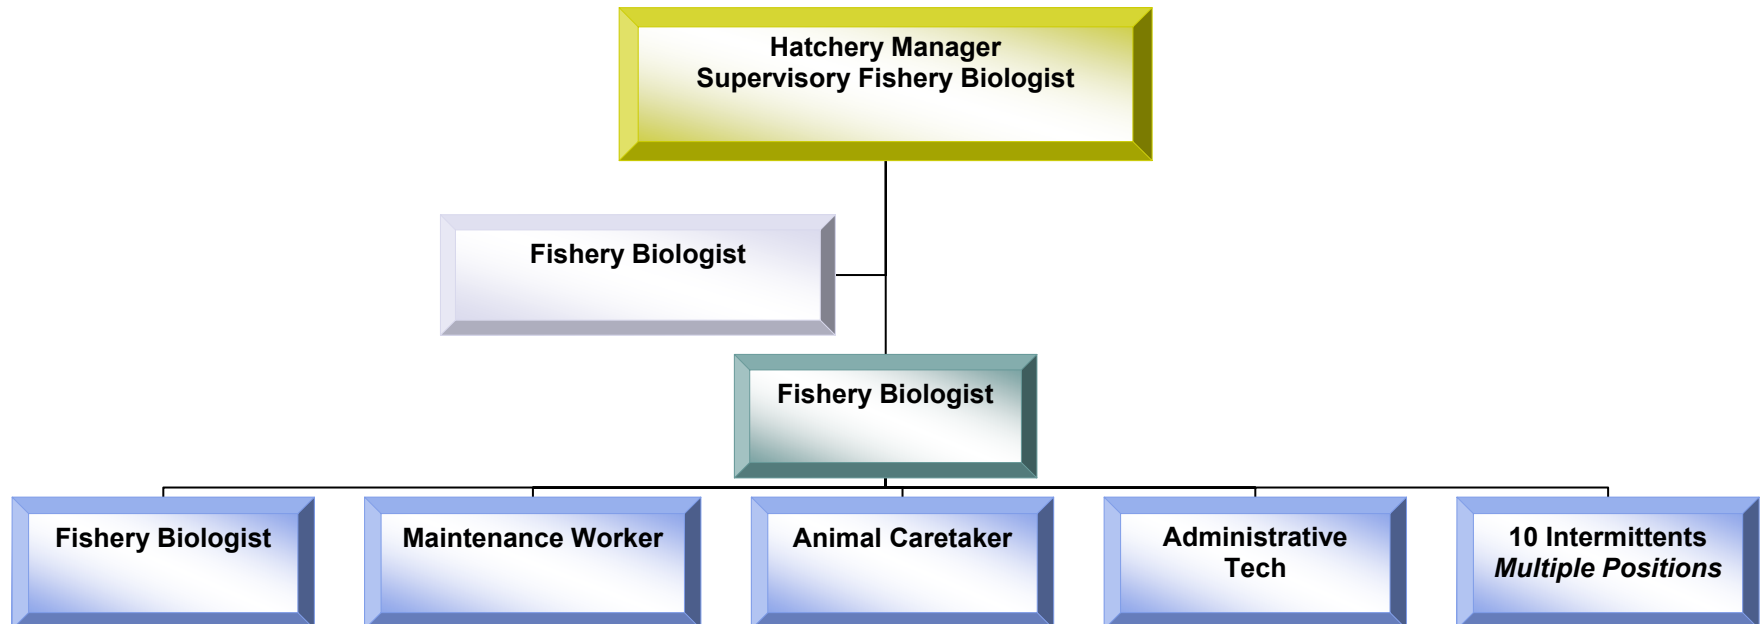 Hatchery Manager
Supervisory Fishery Biologist
Fishery Biologist
Fishery Biologist
Fishery Biologist
Maintenance Worker
Animal Caretaker
Administrative
Tech
10 Intermittents
Multiple Positions